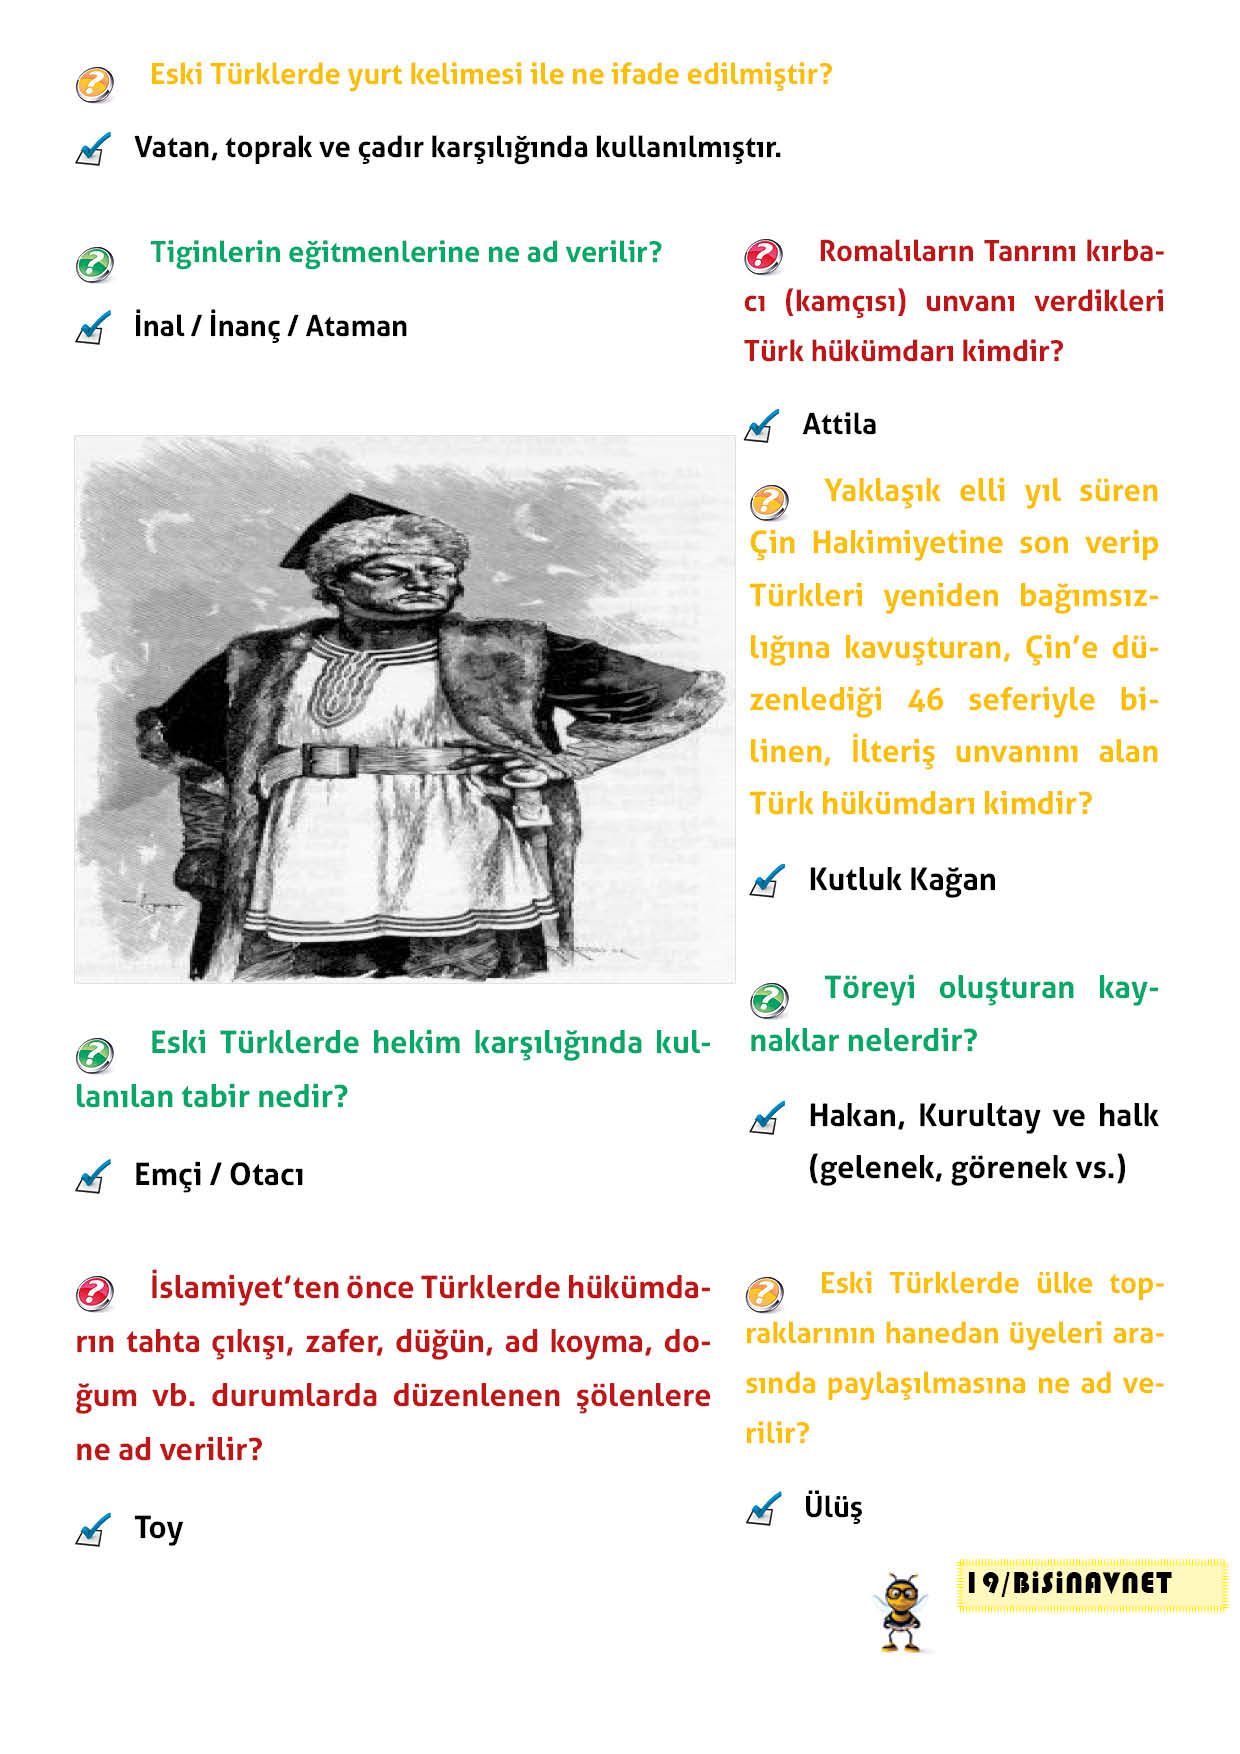 Eski Türklerde yurt kelimesi ile ne ifade edilmiştir?
Vatan, toprak ve çadır karşılığında kullanılmıştır.
Tiginlerin eğitmenlerine ne ad verilir?
İnal / İnanç / Ataman
Eski Türklerde hekim karşılığında kul-
lanılan tabir nedir?
Emçi / Otacı
İslamiyet'ten önce Türklerde hükümda-
rın tahta çıkışı, zafer, düğün, ad koyma, do-
ğum vb. durumlarda düzenlenen şölenlere
ne ad verilir?
Toy
Romalıların Tanrını kırba-
cı (kamçısı) unvanı verdikleri
Türk hükümdarı kimdir?
Attila
Yaklaşık elli yıl süren
Çin Hakimiyetine son verip
Türkleri yeniden bağımsız-
lığına kavuşturan, Çin'e dü-
zenlediği 46 seferiyle bi-
linen, İlteriş unvanını alan
Türk hükümdarı kimdir?
Kutluk Kağan
Töreyi oluşturan kay-
naklar nelerdir?
Hakan, Kurultay ve halk
(gelenek, görenek vs.)
Eski Türklerde ülke top-
raklarının hanedan üyeleri ara-
sında paylaşılmasına ne ad ve-
rilir?
Ülüş
19/BiSiNAVNET